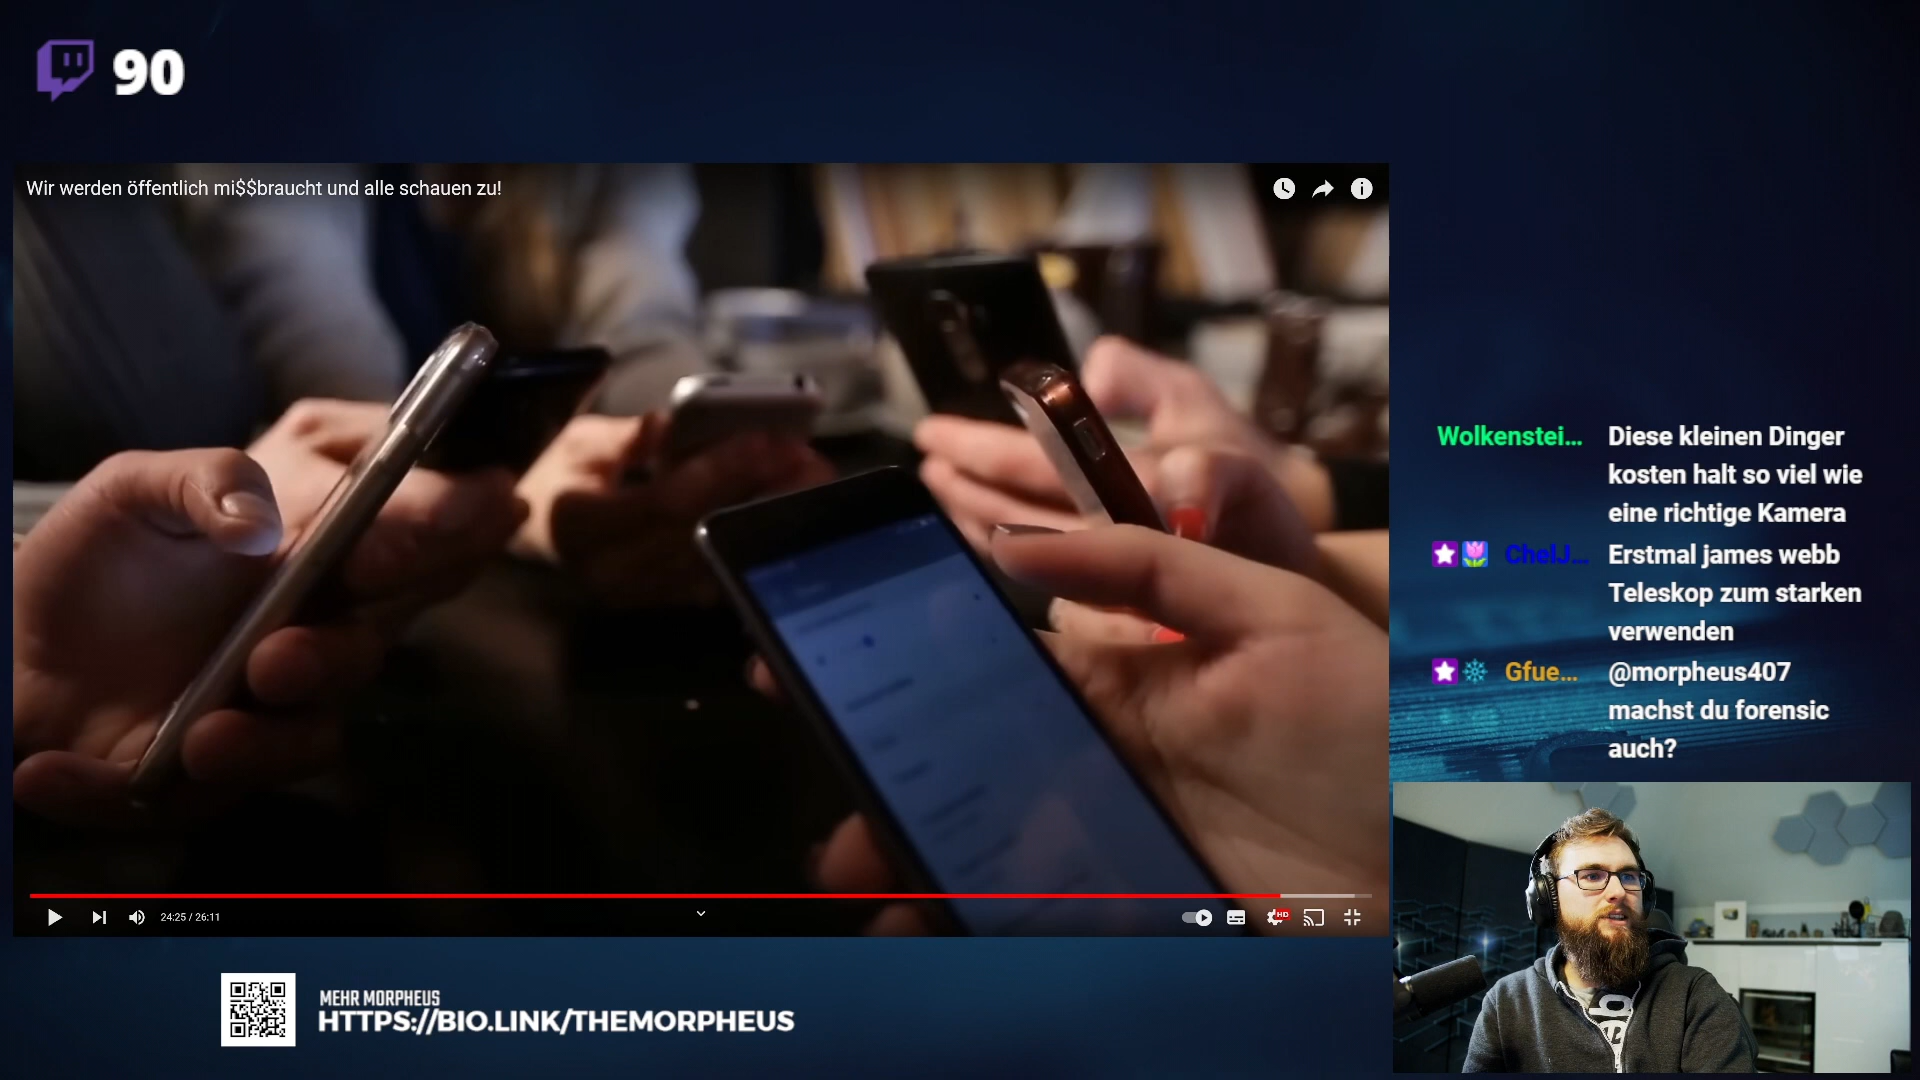 90
Wir werden öffentlich mi$$braucht und alle schauen zu!
Wolkenstei... Diese kleinen Dinger
kosten halt so viel wie
eine richtige Kamera
ChelJ... Erstmal james webb
Teleskop zum starken
verwenden
Gfue... @morpheus407
machst du forensic
auch?
24:25 / 26:11
HD
MEHR MORPHEUS
HTTPS://BIO.LINK/THEMORPHEUS